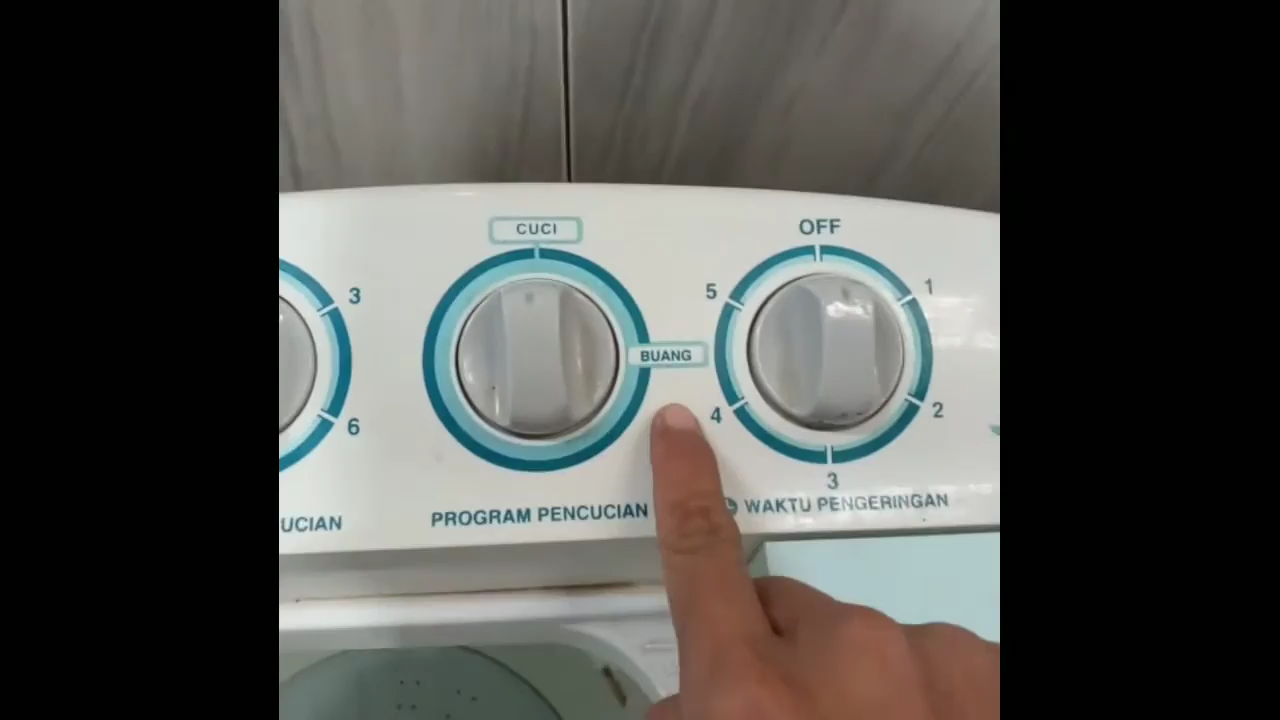 CUCI
OFF
3
5
1
BUANG
6
4
2
3
UCIAN
PROGRAM PENCUCIAN
WAKTU PENGERINGAN